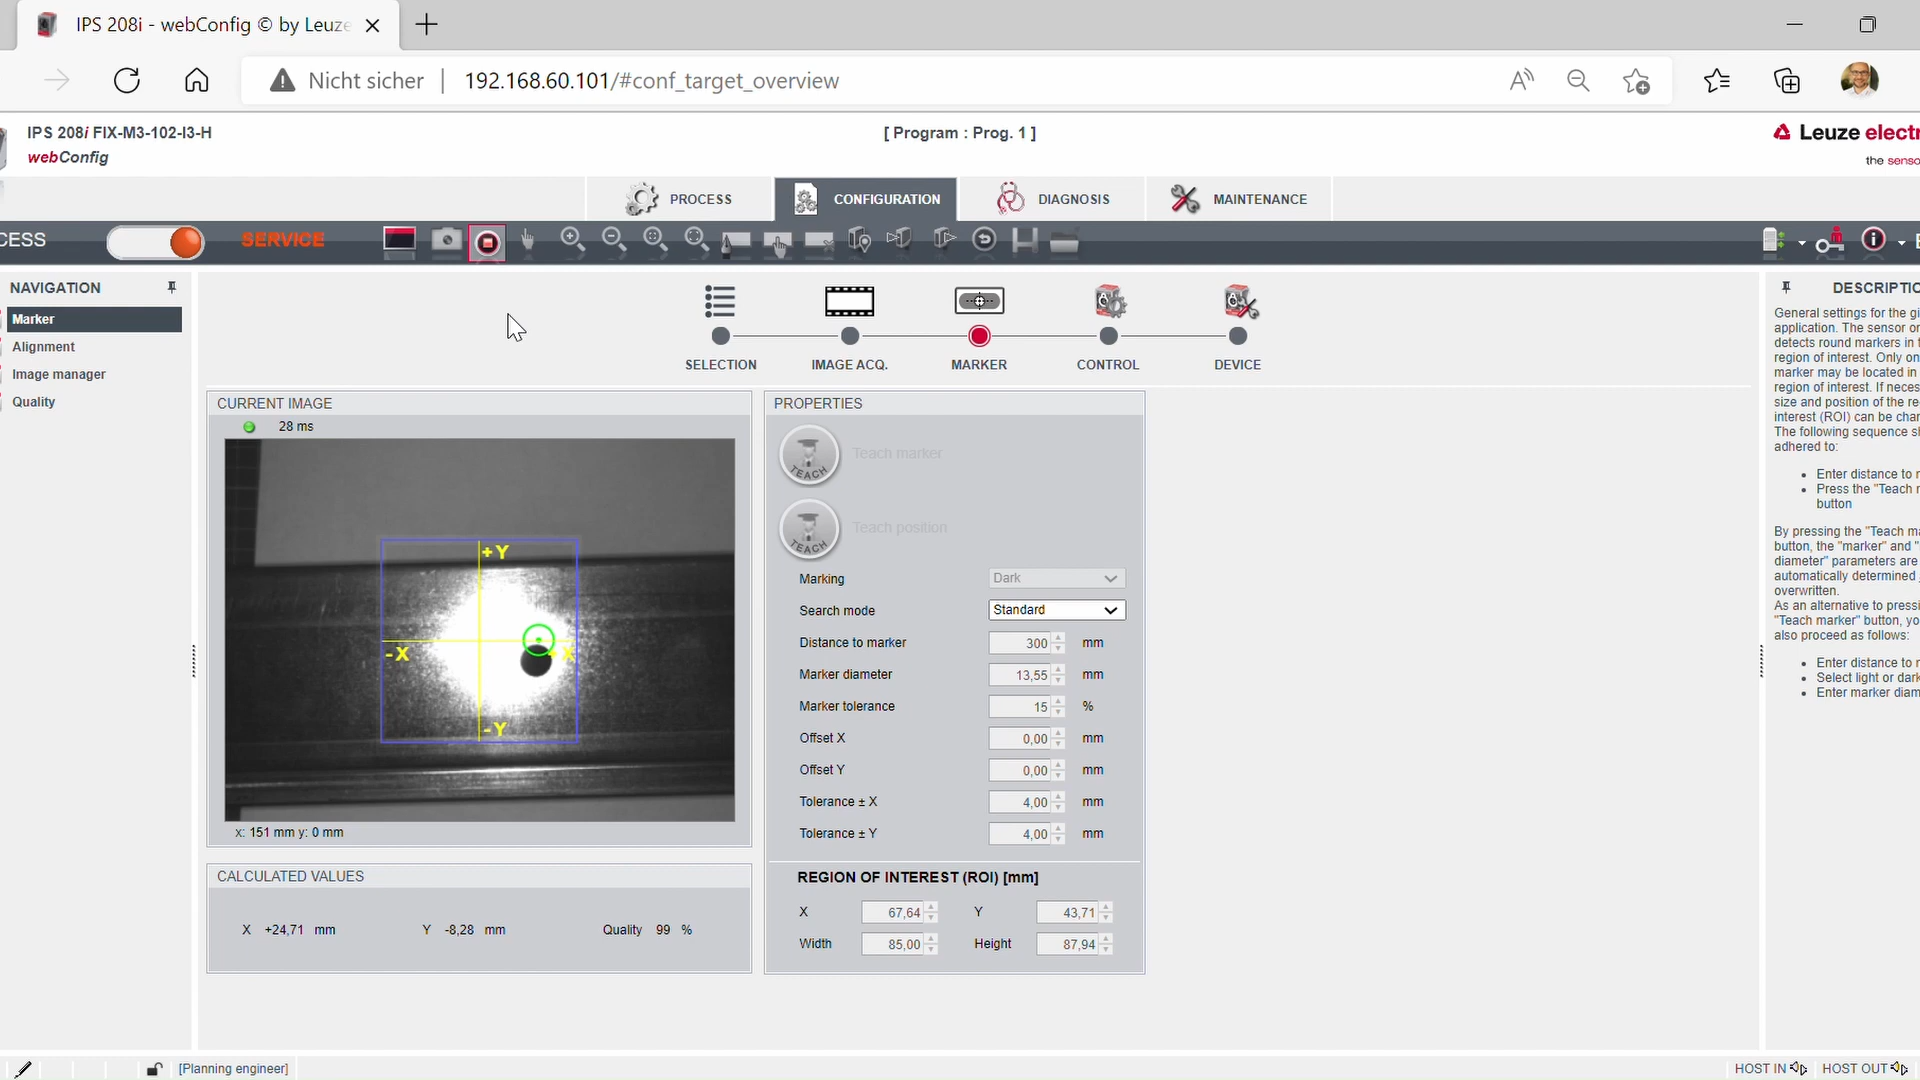 IPS 208i - webConfig © by Leuze
Nicht sicher
192.168.60.101/#conf_target_overview
IPS 208i FIX-M3-102-I3-H
webConfig
[ Program : Prog. 1 ]
Leuze electr
the senso
PROCESS
CONFIGURATION
DIAGNOSIS
MAINTENANCE
CESS
SERVICE
NAVIGATION
Marker
Alignment
Image manager
Quality
SELECTION
IMAGE ACQ.
MARKER
CONTROL
DEVICE
CURRENT IMAGE
28 ms
+Y
-X
X
-Y
x: 151 mm y: 0 mm
CALCULATED VALUES
X +24,71 mm
Y -8,28 mm
Quality 99 %
PROPERTIES
TEACH
Teach marker
TEACH
Teach position
Marking Dark
Search mode Standard
Distance to marker 300 mm
Marker diameter 13,55 mm
Marker tolerance 15 %
Offset X 0,00 mm
Offset Y 0,00 mm
Tolerance ± X 4,00 mm
Tolerance ± Y 4,00 mm
REGION OF INTEREST (ROI) [mm]
X 67,64 Y 43,71
Width 85,00 Height 87,94
DESCRIPTIO
General settings for the gi
application. The sensor on
detects round markers in t
region of interest. Only on
marker may be located in
region of interest. If neces
size and position of the re
interest (ROI) can be char
The following sequence sh
adhered to:
Enter distance to r
Press the "Teach r
button
By pressing the "Teach ma
button, the "marker" and "
diameter" parameters are
automatically determined
overwritten.
As an alternative to pressi
"Teach marker" button, yo
also proceed as follows:
Enter distance to r
Select light or dark
Enter marker diam
[Planning engineer]
HOST IN
HOST OUT